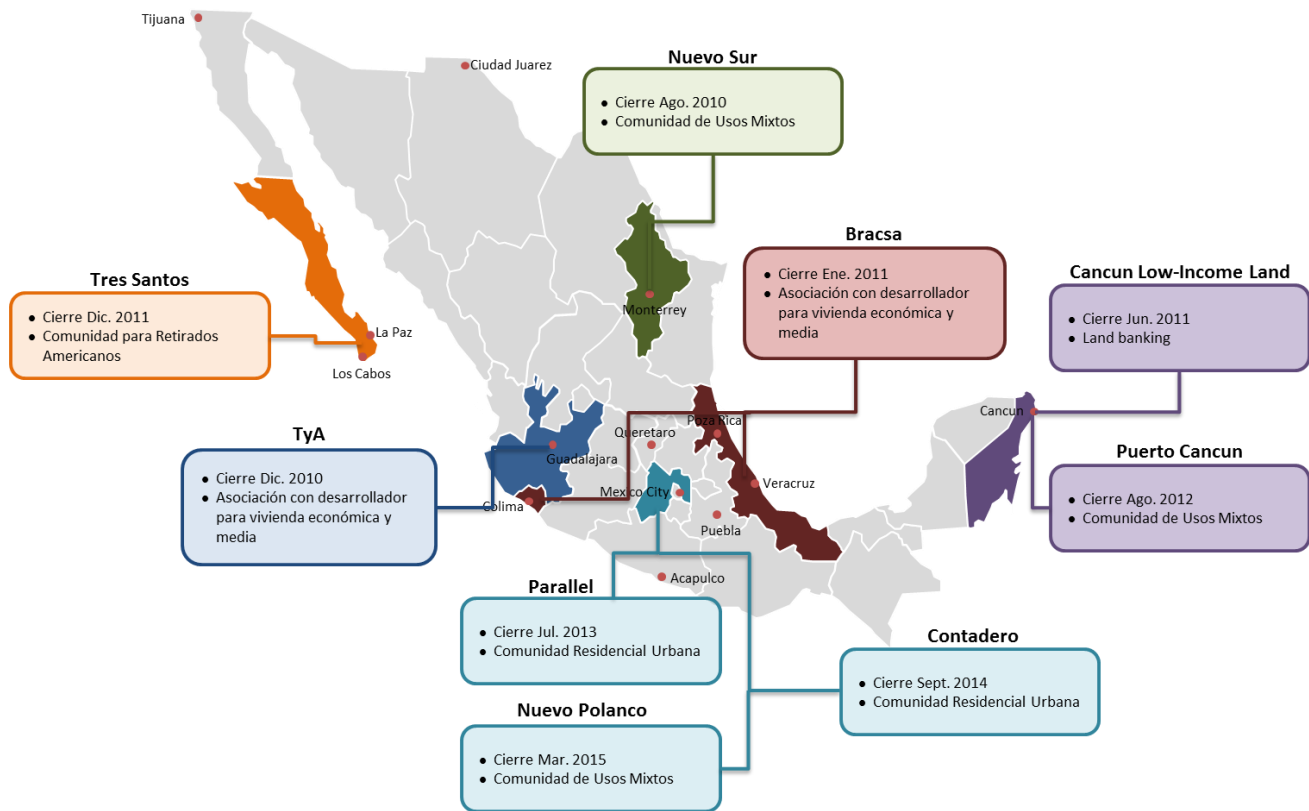 Tijuana
Ciudad Juarez
Nuevo Sur
• Cierre Ago. 2010
• Comunidad de Usos Mixtos
Bracsa
• Cierre Ene. 2011
• Asociación con desarrollador
para vivienda económica y
media
Cancun Low-Income Land
• Cierre Jun. 2011
• Land banking
Tres Santos
• Cierre Dic. 2011
• Comunidad para Retirados
Americanos
La Paz
Los Cabos
Monterrey
Cancun
Poza Rica
Queretaro
Guadalajara
TyA
• Cierre Dic. 2010
• Asociación con desarrollador
para vivienda económica y
media
Colima
Mexico City
Veracruz
Puebla
Puerto Cancun
• Cierre Ago. 2012
• Comunidad de Usos Mixtos
Acapulco
Parallel
• Cierre Jul. 2013
• Comunidad Residencial Urbana
Contadero
• Cierre Sept. 2014
• Comunidad Residencial Urbana
Nuevo Polanco
• Cierre Mar. 2015
• Comunidad de Usos Mixtos